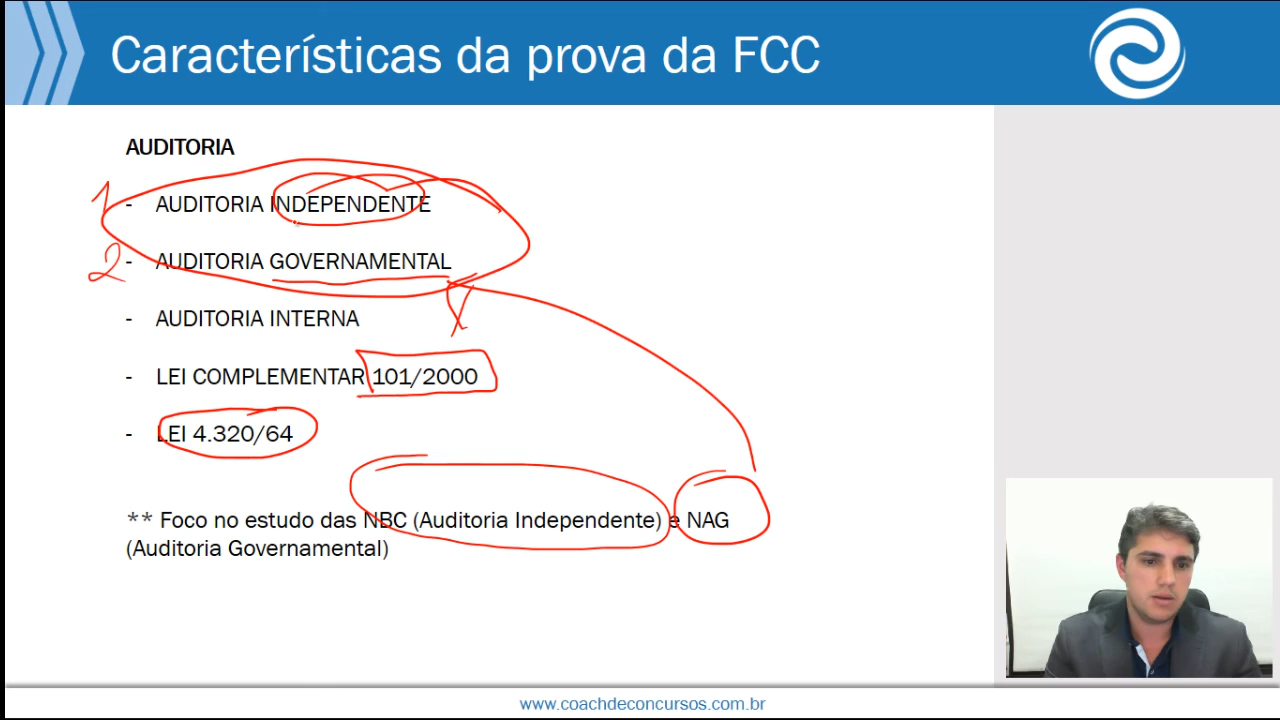 Características da prova da FCC
AUDITORIA
1 - AUDITORIA INDEPENDENTE
2 - AUDITORIA GOVERNAMENTAL
- AUDITORIA INTERNA
- LEI COMPLEMENTAR 101/2000
- LEI 4.320/64
** Foco no estudo das NBC (Auditoria Independente) e NAG
(Auditoria Governamental)
www.coachdeconcursos.com.br